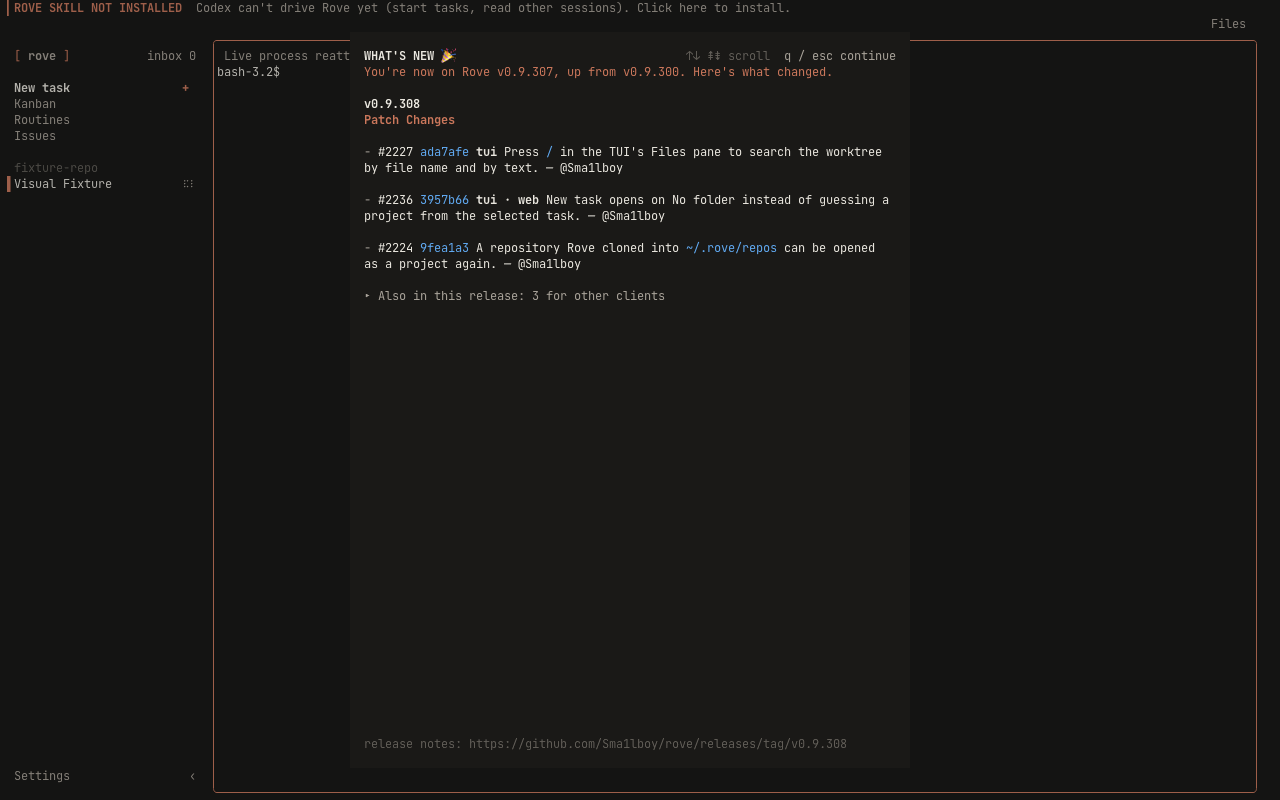 ROVE SKILL NOT INSTALLED  Codex can't drive Rove yet (start tasks, read other sessions). Click here to install.
Files
[ rove ]  inbox 0
Live process reatt
bash-3.2$
New task +
Kanban
Routines
Issues
fixture-repo
Visual Fixture
Settings ‹
WHAT'S NEW 🎉  ↑↓ ⇞⇟ scroll  q / esc continue
You're now on Rove v0.9.307, up from v0.9.300. Here's what changed.
v0.9.308
Patch Changes
- #2227 ada7afe tui Press / in the TUI's Files pane to search the worktree
by file name and by text. — @Sma1lboy
- #2236 3957b66 tui · web New task opens on No folder instead of guessing a
project from the selected task. — @Sma1lboy
- #2224 9fea1a3 A repository Rove cloned into ~/.rove/repos can be opened
as a project again. — @Sma1lboy
▸ Also in this release: 3 for other clients
release notes: https://github.com/Sma1lboy/rove/releases/tag/v0.9.308